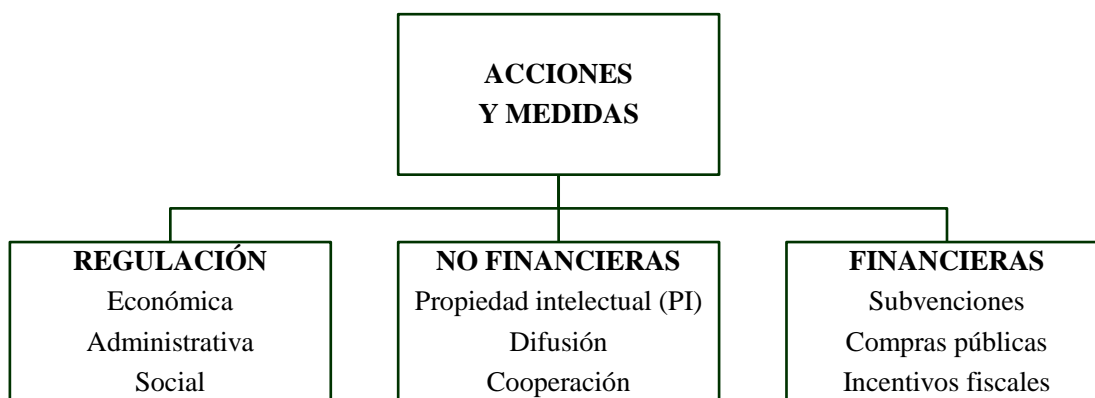 ACCIONES
Y MEDIDAS
REGULACIÓN
Económica
Administrativa
Social
NO FINANCIERAS
Propiedad intelectual (PI)
Difusión
Cooperación
FINANCIERAS
Subvenciones
Compras públicas
Incentivos fiscales